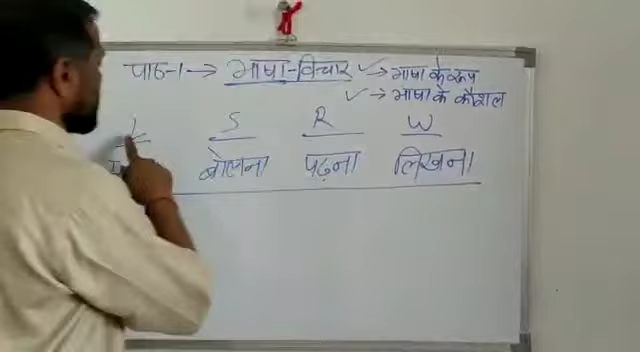 पाठ-1 → भाषा-विचार ✓ → भाषा के रूप
✓ → भाषा के कौशल
L S R W
बोलना पढ़ना लिखना